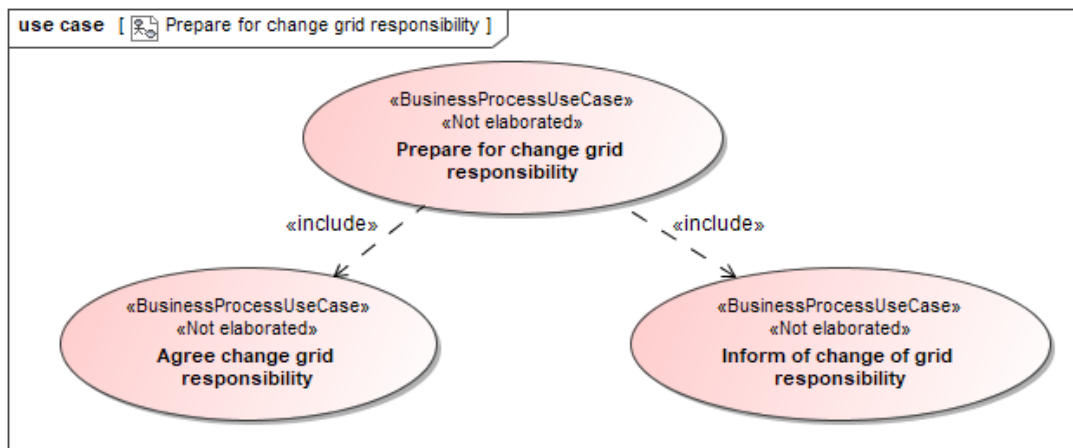 use case [ Prepare for change grid responsibility ]
«BusinessProcessUseCase»
«Not elaborated»
Prepare for change grid
responsibility
«include»
«include»
«BusinessProcessUseCase»
«Not elaborated»
Agree change grid
responsibility
«BusinessProcessUseCase»
«Not elaborated»
Inform of change of grid
responsibility